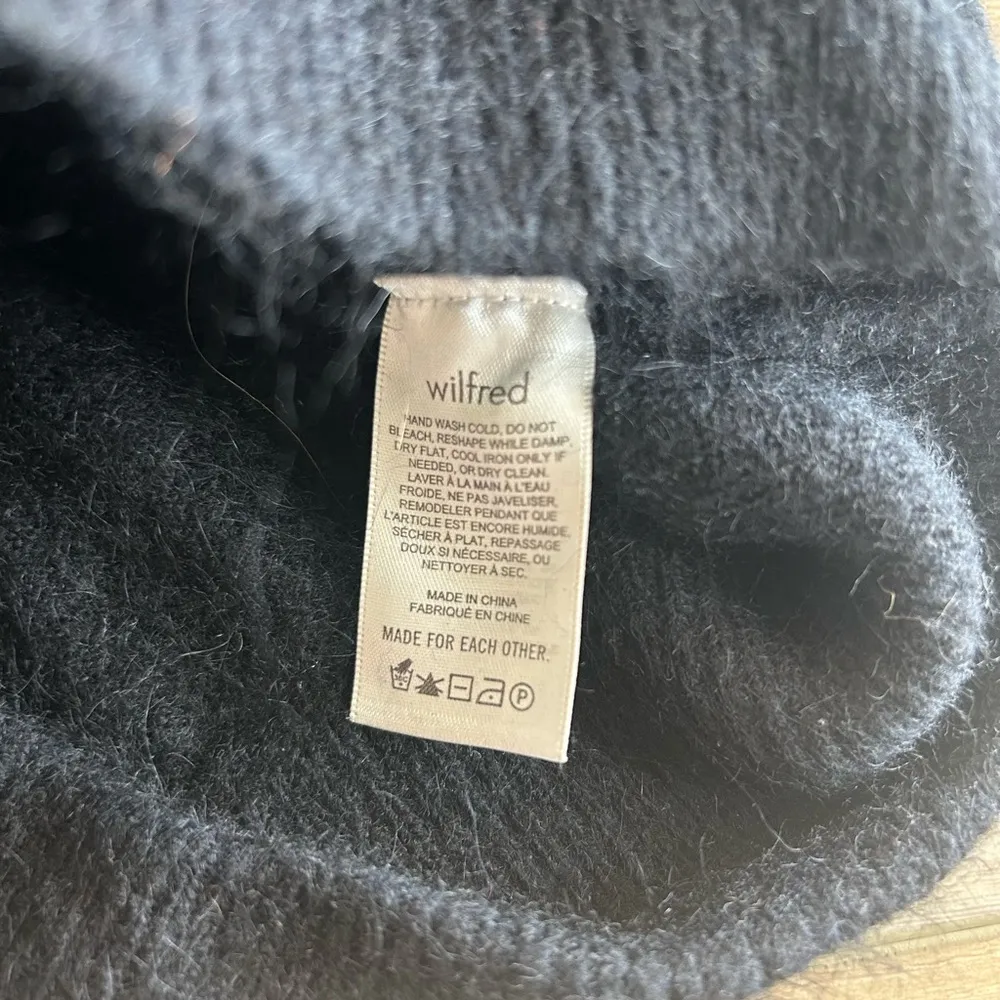 wilfred
HAND WASH COLD, DO NOT
BLEACH, RESHAPE WHILE DAMP,
DRY FLAT, COOL IRON ONLY IF
NEEDED, OR DRY CLEAN.
LAVER À LA MAIN À L'EAU
FROIDE, NE PAS JAVELISER,
REMODELER PENDANT QUE
L'ARTICLE EST ENCORE HUMIDE,
SÉCHER À PLAT, REPASSAGE
DOUX SI NÉCESSAIRE, OU
NETTOYER À SEC.
MADE IN CHINA
FABRIQUÉ EN CHINE
MADE FOR EACH OTHER.
P